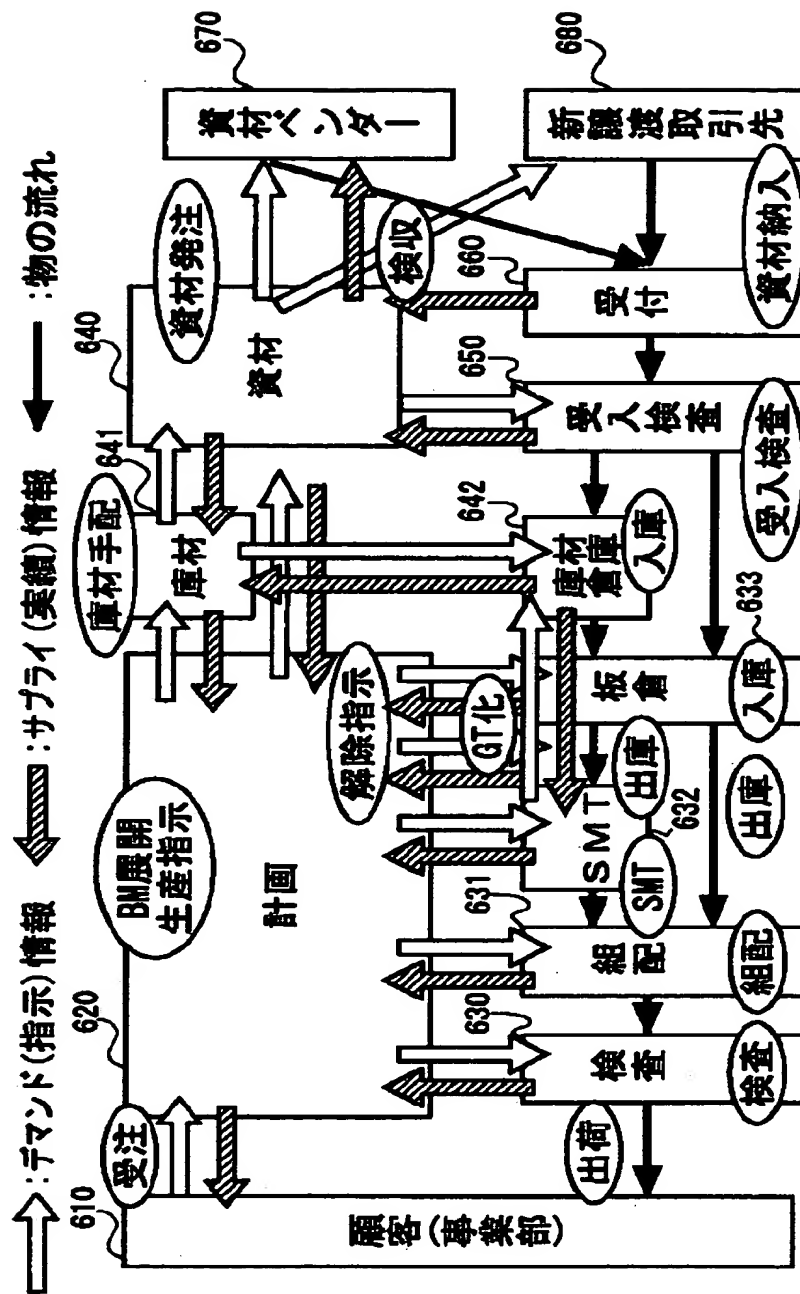 ：デマンド(指示)情報　：サプライ(実績)情報　：物の流れ
610
顧客(事業部)
受注
620
BM展開
生産指示
計画
解除指示
GT化
庫材手配
641
庫材
640
資材発注
資材
検収
670
資材ベンダー
680
新譲渡取引先
資材納入
660
受付
650
受入検査
受入検査
642
庫材
倉庫
入庫
633
板倉
入庫
出庫
出庫
632
SMT
SMT
631
組配
組配
630
検査
検査
出荷